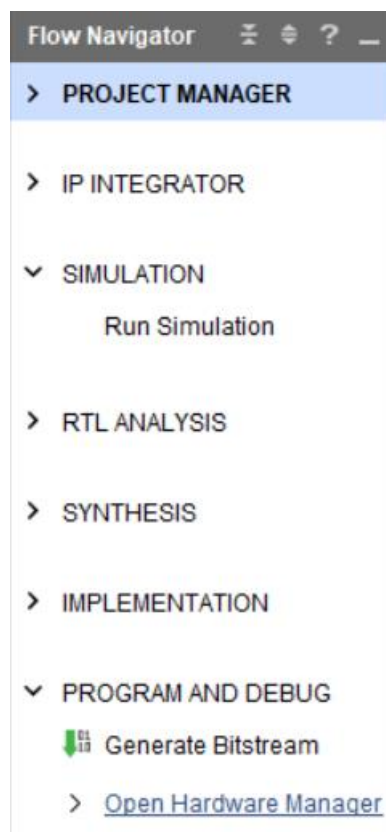 Flow Navigator ?
PROJECT MANAGER
IP INTEGRATOR
SIMULATION
Run Simulation
RTL ANALYSIS
SYNTHESIS
IMPLEMENTATION
PROGRAM AND DEBUG
Generate Bitstream
Open Hardware Manager